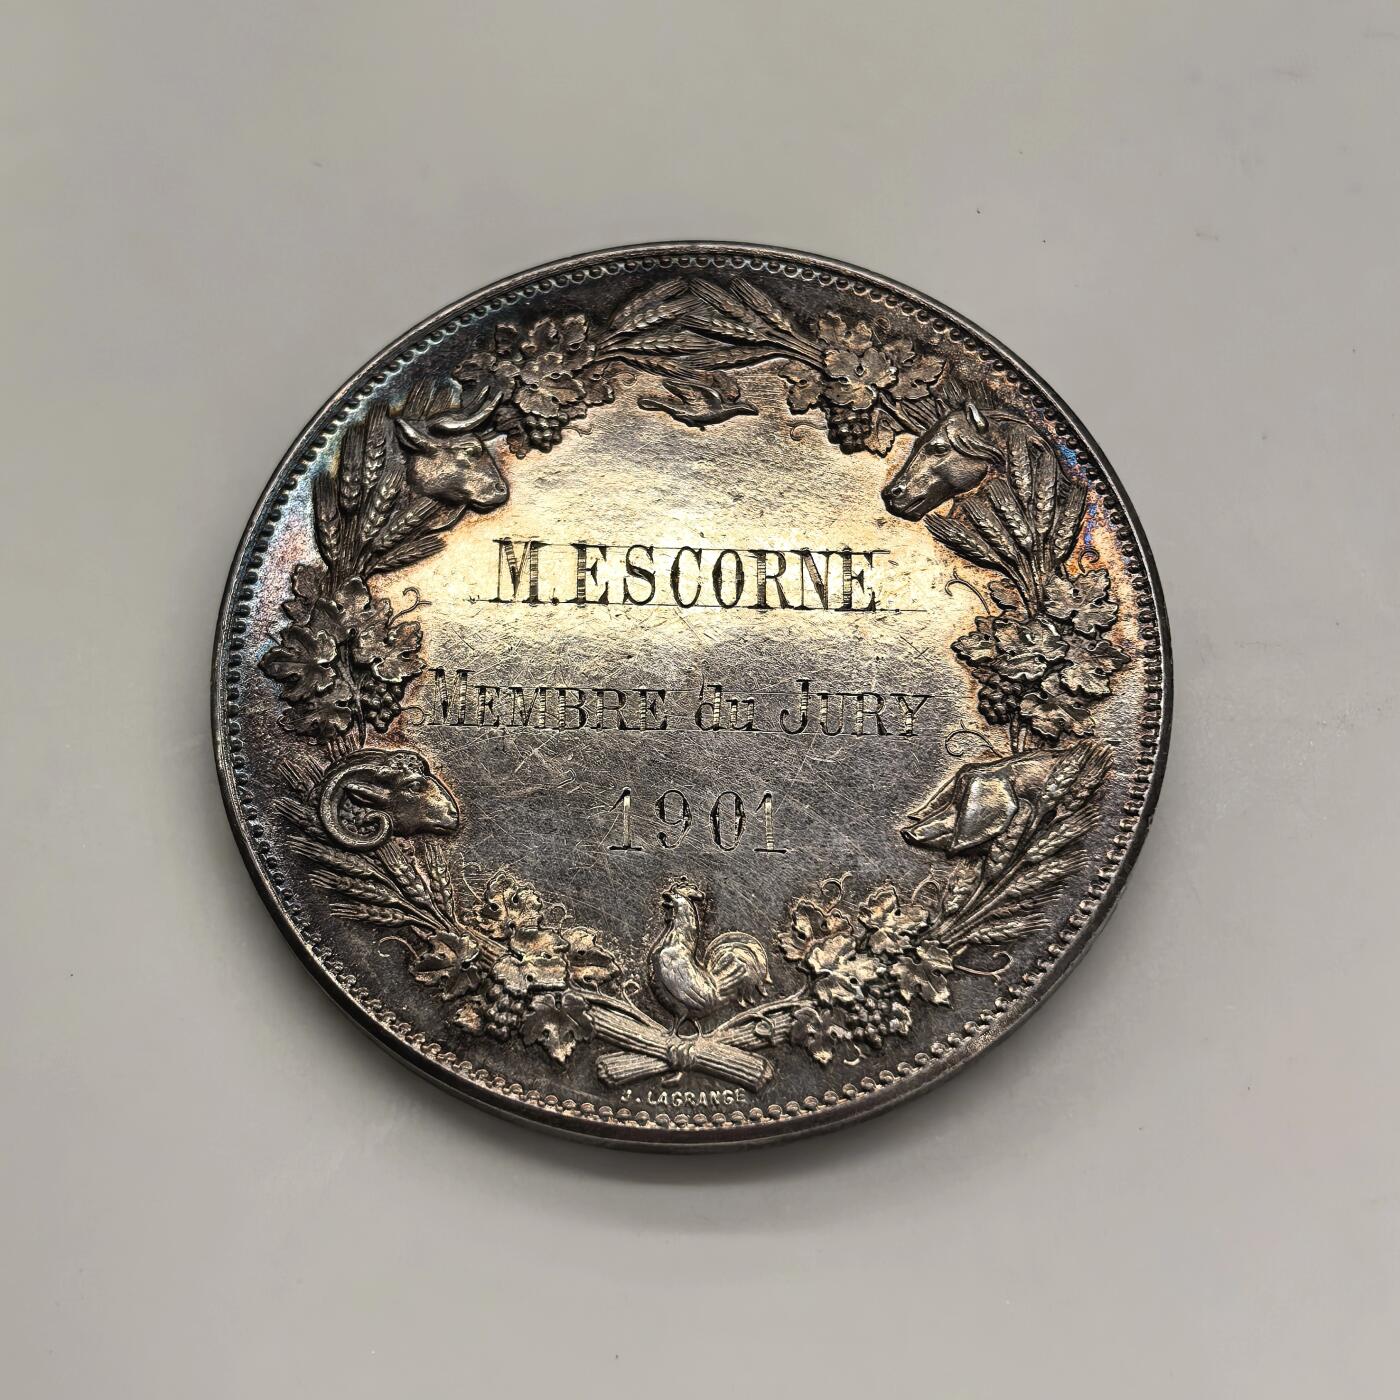 M. ESCORNE
MEMBRE du JURY
1901
J. LAGRANGE